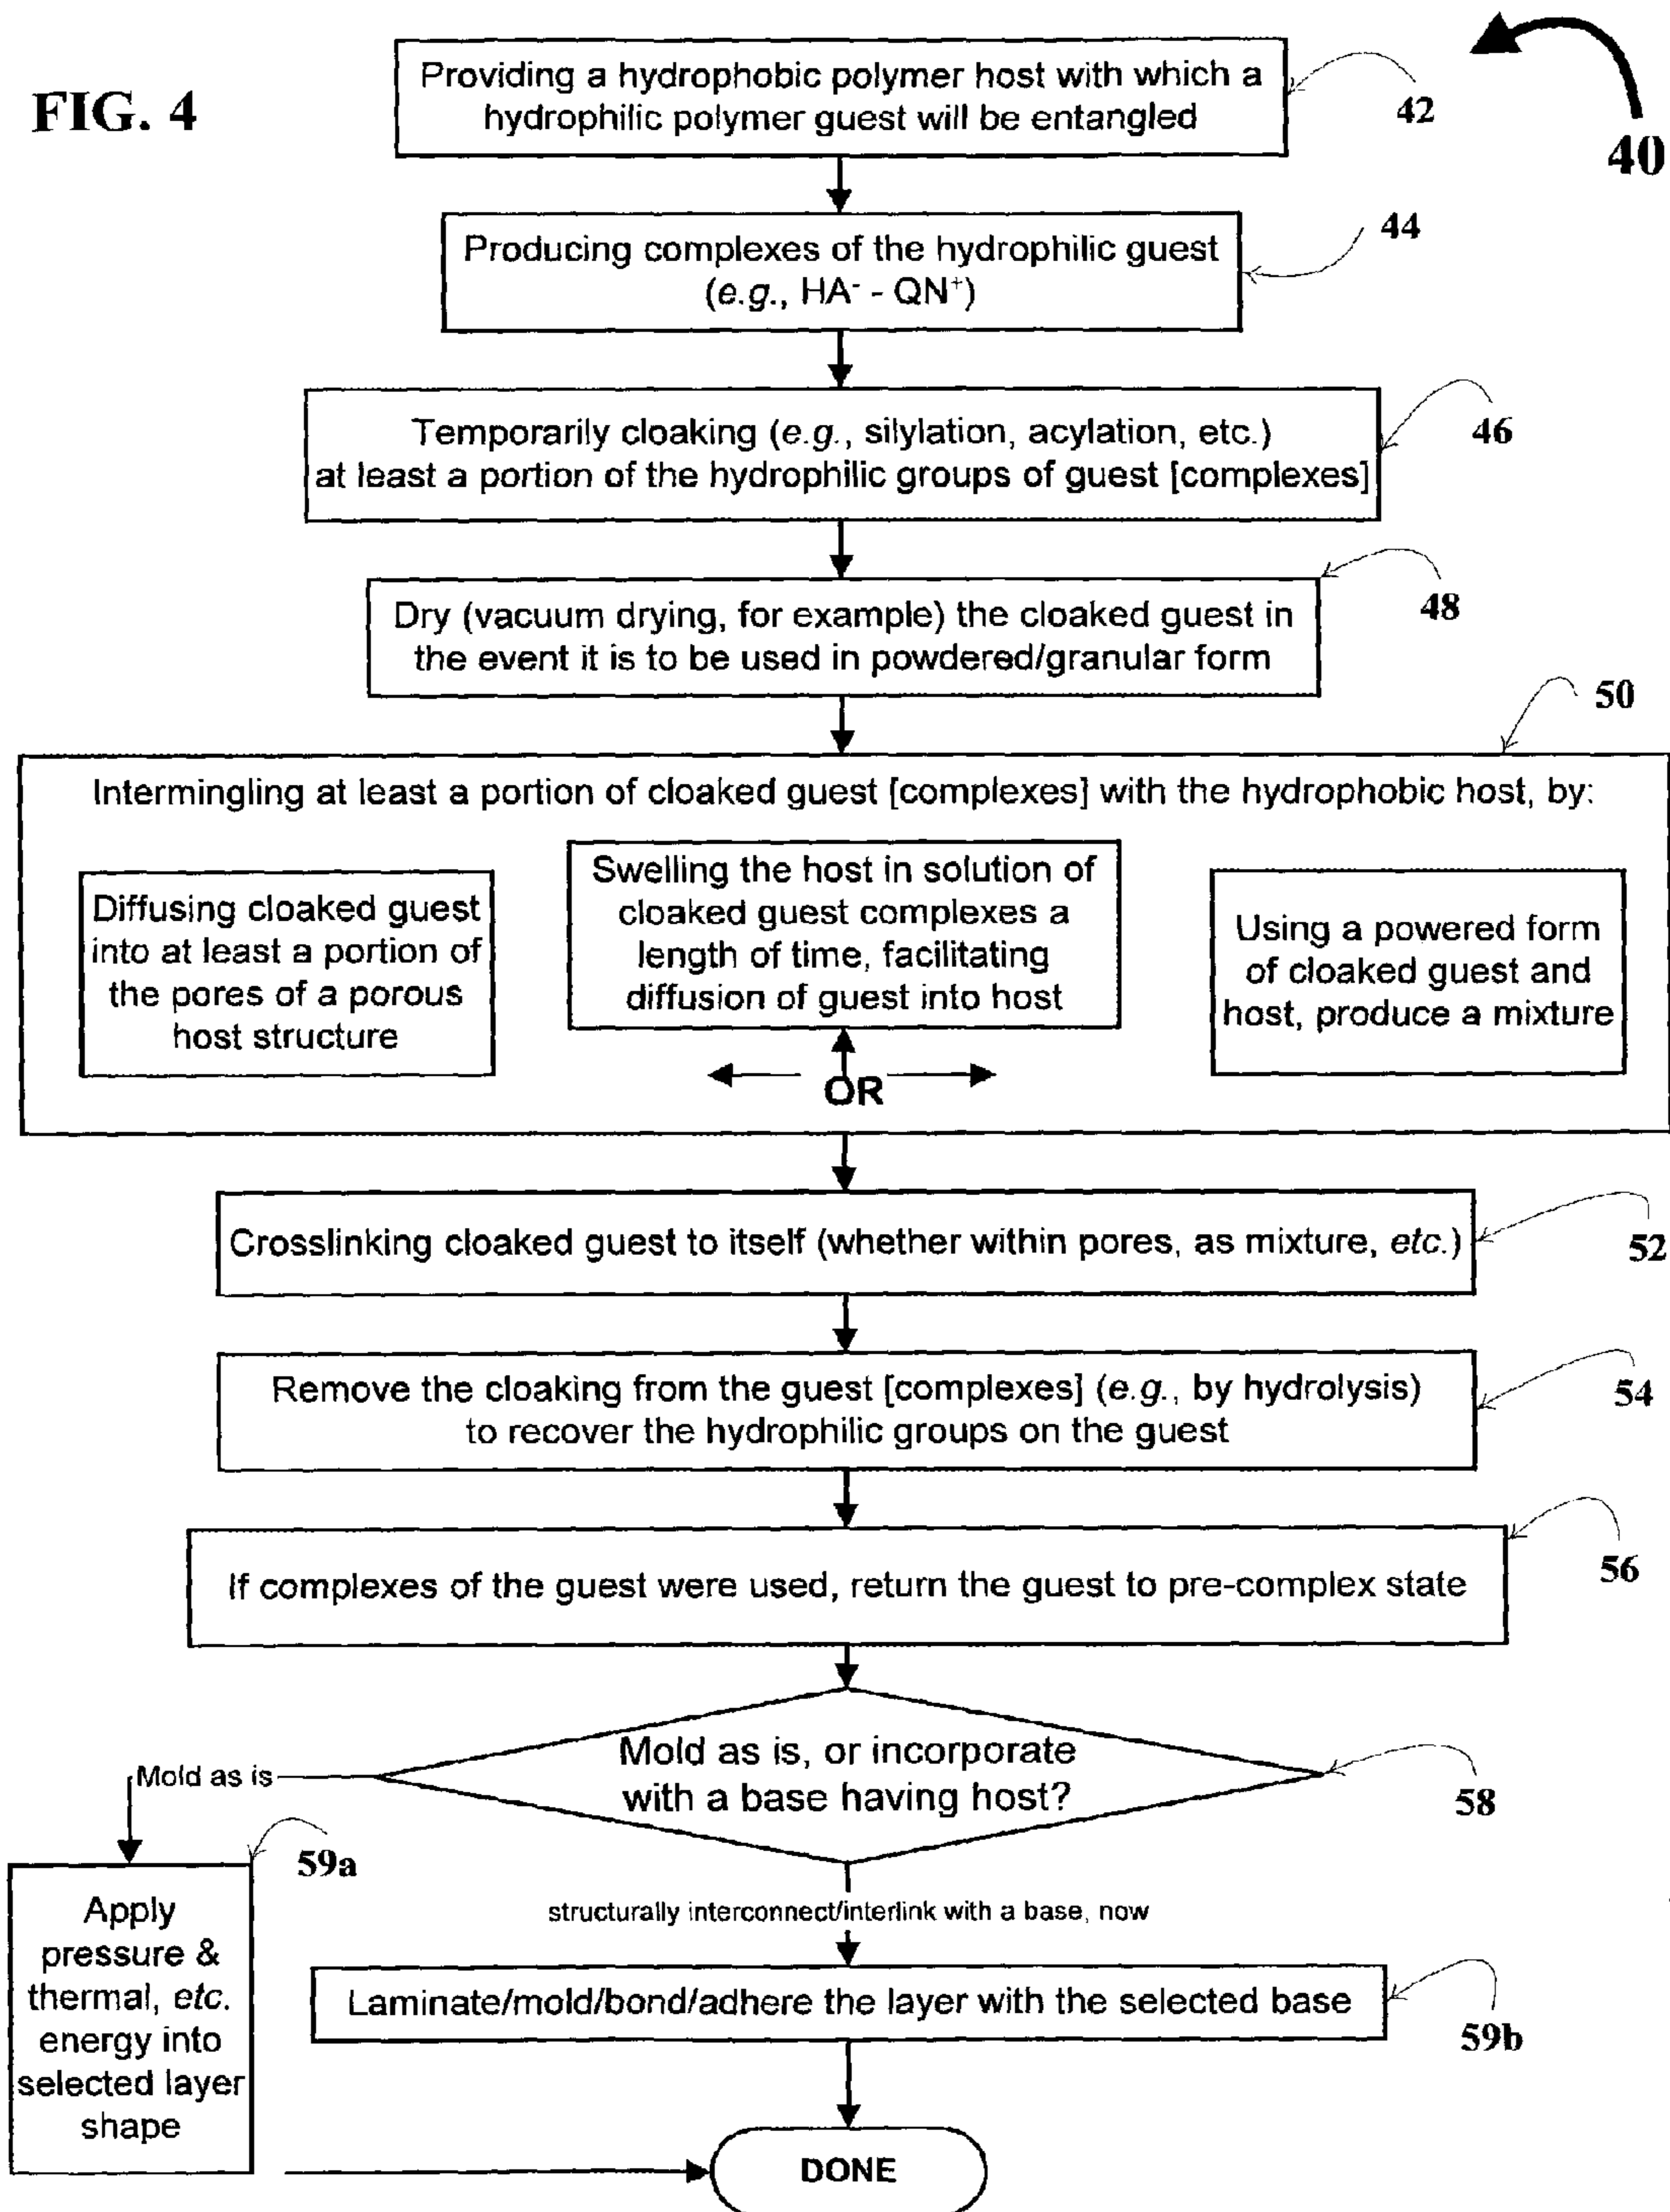 FIG. 4
40
Providing a hydrophobic polymer host with which a
hydrophilic polymer guest will be entangled
42
Producing complexes of the hydrophilic guest
(e.g., HA⁻ - QN⁺)
44
Temporarily cloaking (e.g., silylation, acylation, etc.)
at least a portion of the hydrophilic groups of guest [complexes]
46
Dry (vacuum drying, for example) the cloaked guest in
the event it is to be used in powdered/granular form
48
50
Intermingling at least a portion of cloaked guest [complexes] with the hydrophobic host, by:
Diffusing cloaked guest
into at least a portion of
the pores of a porous
host structure
Swelling the host in solution of
cloaked guest complexes a
length of time, facilitating
diffusion of guest into host
Using a powered form
of cloaked guest and
host, produce a mixture
OR
Crosslinking cloaked guest to itself (whether within pores, as mixture, etc.)
52
Remove the cloaking from the guest [complexes] (e.g., by hydrolysis)
to recover the hydrophilic groups on the guest
54
If complexes of the guest were used, return the guest to pre-complex state
56
Mold as is, or incorporate
with a base having host?
58
Mold as is
59a
Apply
pressure &
thermal, etc.
energy into
selected layer
shape
structurally interconnect/interlink with a base, now
Laminate/mold/bond/adhere the layer with the selected base
59b
DONE